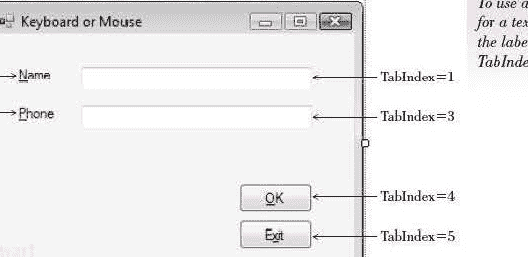 To use a
Keyboard or Mouse
for a tex
the labe
TabInde
Name
TabIndex=1
Phone
TabIndex=3
OK
TabIndex=4
Exit
TabIndex=5